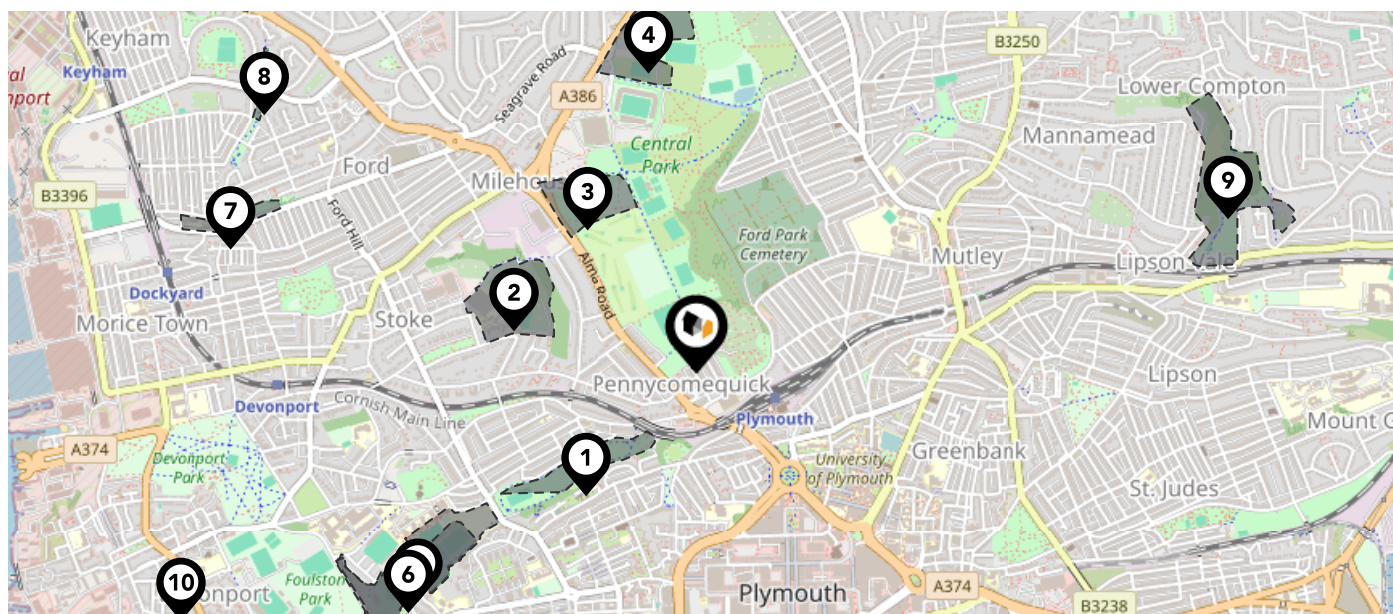 Keyham
Keyham
8
4
B3250
Seagrave Road
A386
Lower Compton
Mannamead
Central
Park
Ford
B3396
3
9
7
Ford Hill
Ford Park
Cemetery
Mutley
Lipson Vale
Alma Road
2
Dockyard
Morice Town
Stoke
Pennycomequick
Lipson
Devonport
Cornish Main Line
Plymouth
Mount G
A374
Devonport
Park
1
University
of Plymouth
Greenbank
St. Judes
6
10
Foulston
Park
onport
Plymouth
A374
B3238